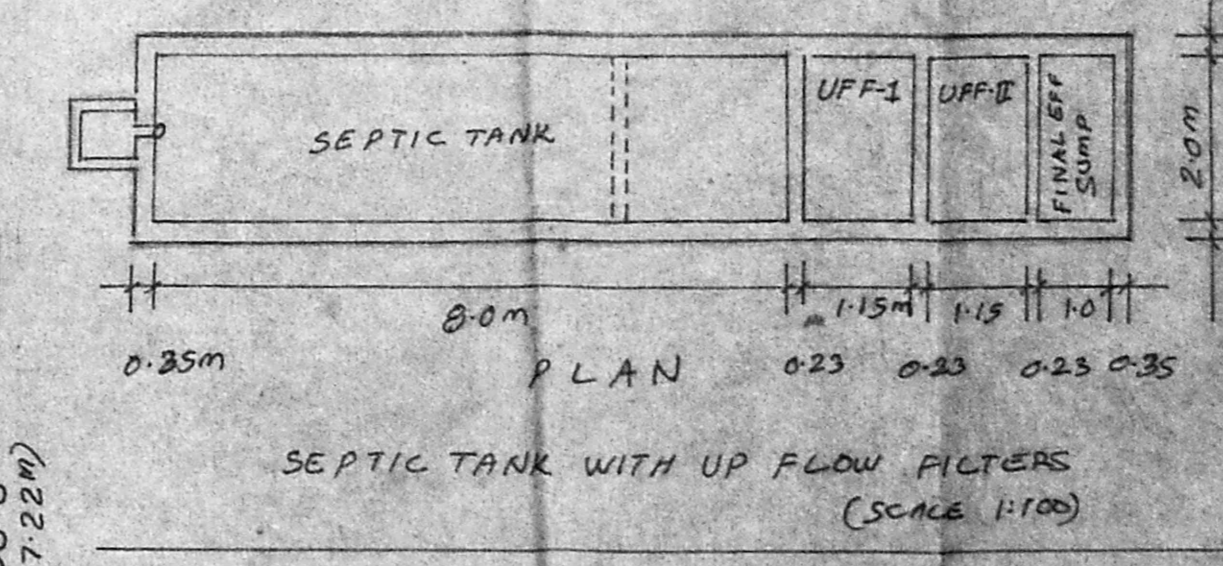 UFF-1 UFF-II
SEPTIC TANK
FINAL EFF
SUMP
2.0m
8.0m 1.15m 1.15 1.0
0.35m PLAN 0.23 0.23 0.23 0.35
SEPTIC TANK WITH UP FLOW FILTERS
(SCALE 1:100)
7.22m)